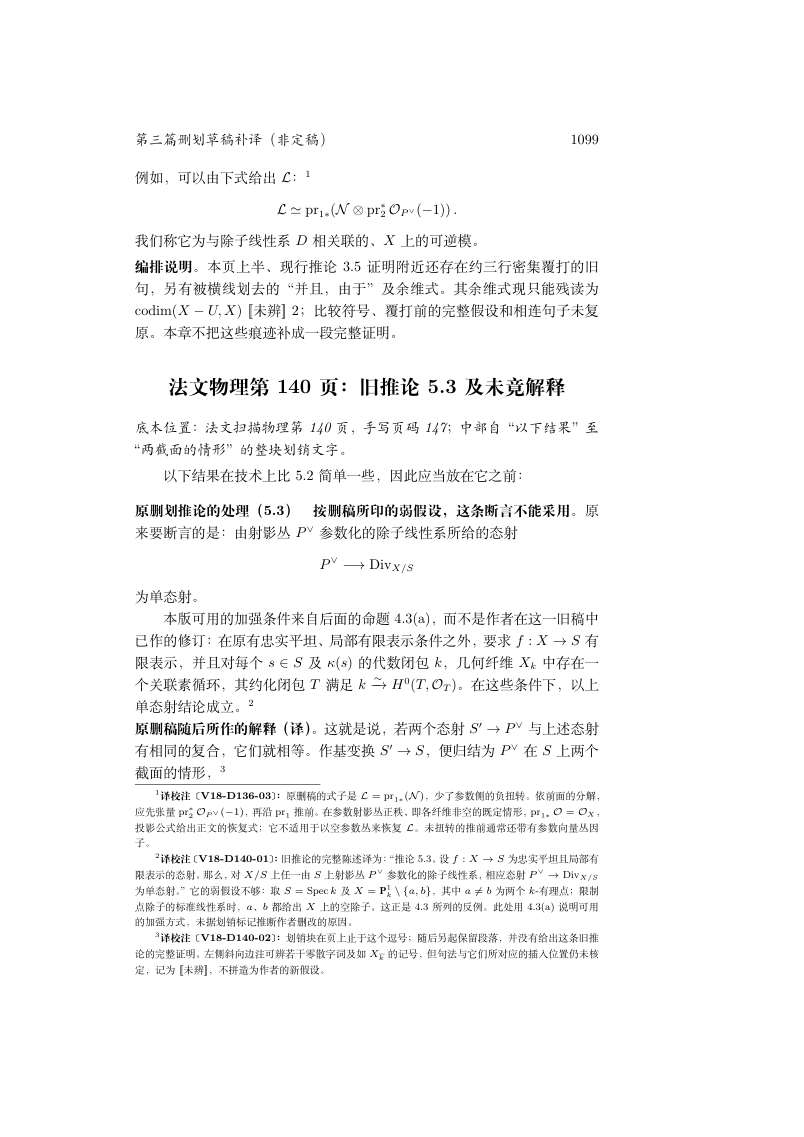 第三篇删划草稿补译（非定稿） 1099
例如，可以由下式给出 𝓛：¹
𝓛 ≃ pr₁∗(𝒩 ⊗ pr₂* 𝒪_{P∨}(−1)) .
我们称它为与除子线性系 D 相关联的、X 上的可逆模。
编排说明。本页上半、现行推论 3.5 证明附近还存在约三行密集覆打的旧
句，另有被横线划去的“并且，由于”及余维式。其余维式现只能残读为
codim(X − U, X)〚未辨〛2；比较符号、覆打前的完整假设和相连句子未复
原。本章不把这些痕迹补成一段完整证明。
法文物理第 140 页：旧推论 5.3 及未竟解释
底本位置：法文扫描物理第 140 页，手写页码 147；中部自“以下结果”至
“两截面的情形”的整块划销文字。
以下结果在技术上比 5.2 简单一些，因此应当放在它之前：
原删划推论的处理（5.3） 按删稿所印的弱假设，这条断言不能采用。原
来要断言的是：由射影丛 P∨ 参数化的除子线性系所给的态射
P∨ ⟶ Div_{X/S}
为单态射。
本版可用的加强条件来自后面的命题 4.3(a)，而不是作者在这一旧稿中
已作的修订：在原有忠实平坦、局部有限表示条件之外，要求 f : X → S 有
限表示，并且对每个 s ∈ S 及 κ(s) 的代数闭包 k，几何纤维 X_k 中存在一
个关联素循环，其约化闭包 T 满足 k ⥲ H⁰(T, 𝒪_T)。在这些条件下，以上
单态射结论成立。²
原删稿随后所作的解释（译）。这就是说，若两个态射 S′ → P∨ 与上述态射
有相同的复合，它们就相等。作基变换 S′ → S，便归结为 P∨ 在 S 上两个
截面的情形，³
¹译校注〔V18-D136-03〕：原删稿的式子是 𝓛 = pr₁∗(𝒩)，少了参数侧的负扭转。依前面的分解，
应先张量 pr₂* 𝒪_{P∨}(−1)，再沿 pr₁ 推前。在参数射影丛正秩、即各纤维非空的既定情形，pr₁∗ 𝒪 = 𝒪_X，
投影公式给出正文的恢复式；它不适用于以空参数丛来恢复 𝓛。未扭转的推前通常还带有参数向量丛因
子。
²译校注〔V18-D140-01〕：旧推论的完整陈述译为：“推论 5.3。设 f : X → S 为忠实平坦且局部有
限表示的态射。那么，对 X/S 上任一由 S 上射影丛 P∨ 参数化的除子线性系，相应态射 P∨ → Div_{X/S}
为单态射。”它的弱假设不够：取 S = Spec k 及 X = P¹_k ∖ {a, b}，其中 a ≠ b 为两个 k-有理点；限制
点除子的标准线性系时，a、b 都给出 X 上的空除子。这正是 4.3 所列的反例。此处用 4.3(a) 说明可用
的加强方式，未据划销标记推断作者删改的原因。
³译校注〔V18-D140-02〕：划销块在页上止于这个逗号；随后另起保留段落，并没有给出这条旧推
论的完整证明。左侧斜向边注可辨若干零散字词及如 X_{k̅} 的记号，但句法与它们所对应的插入位置仍未核
定，记为〚未辨〛，不拼造为作者的新假设。